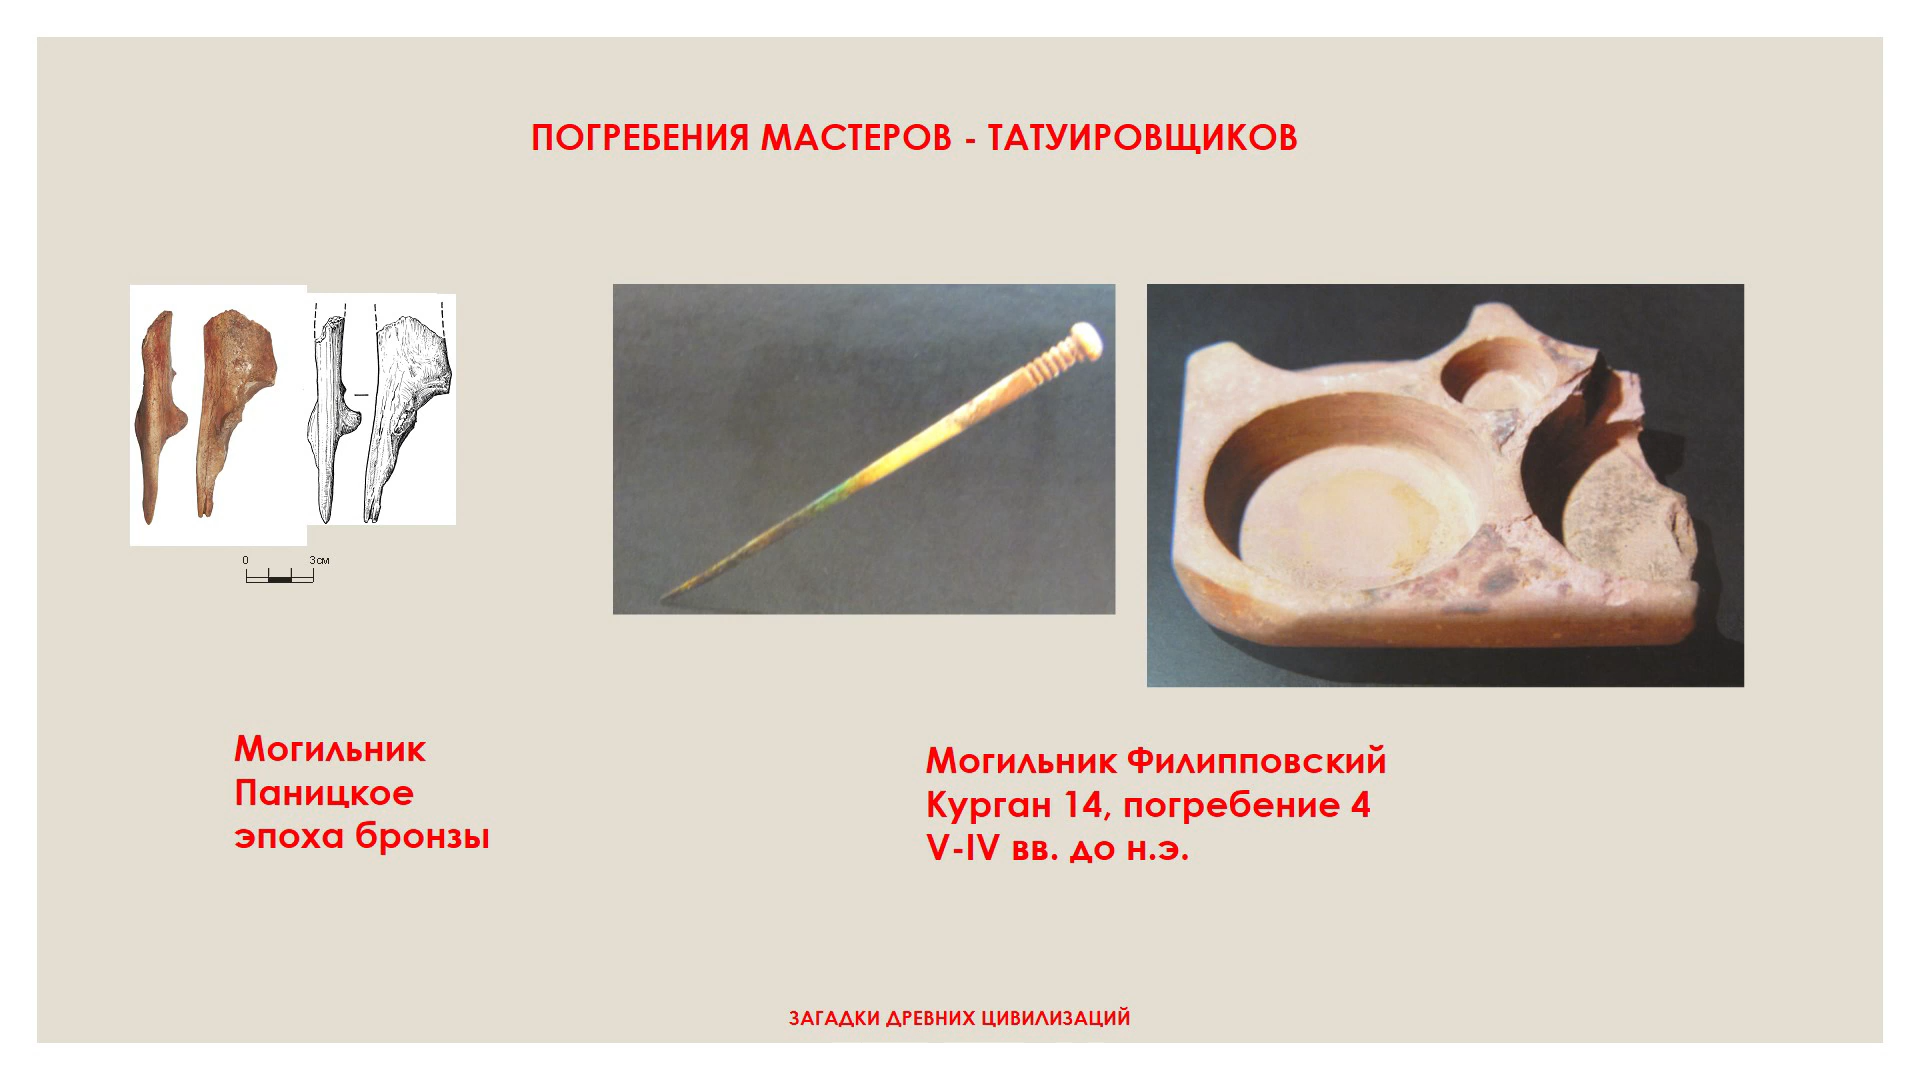 ПОГРЕБЕНИЯ МАСТЕРОВ - ТАТУИРОВЩИКОВ
0 3см
Могильник
Паницкое
эпоха бронзы
Могильник Филипповский
Курган 14, погребение 4
V-IV вв. до н.э.
ЗАГАДКИ ДРЕВНИХ ЦИВИЛИЗАЦИЙ